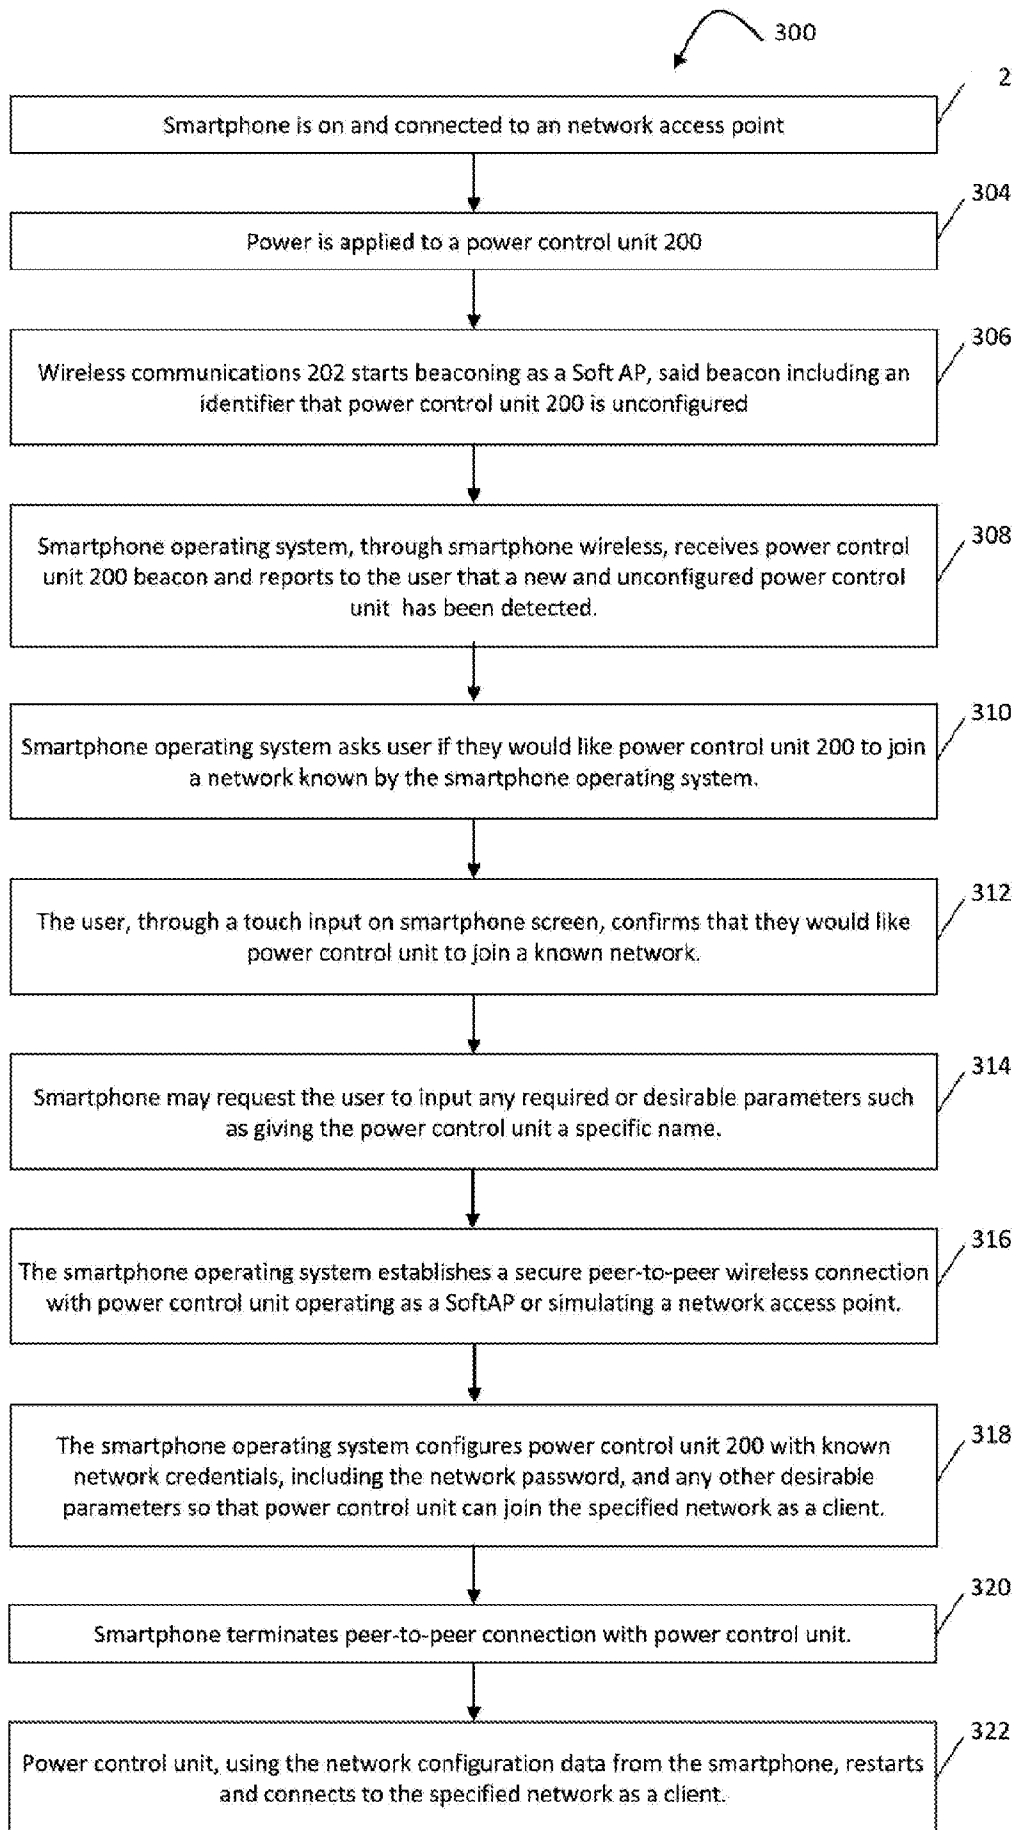 300
2
Smartphone is on and connected to an network access point
304
Power is applied to a power control unit 200
306
Wireless communications 202 starts beaconing as a Soft AP, said beacon including an
identifier that power control unit 200 is unconfigured
308
Smartphone operating system, through smartphone wireless, receives power control
unit 200 beacon and reports to the user that a new and unconfigured power control
unit has been detected.
310
Smartphone operating system asks user if they would like power control unit 200 to join
a network known by the smartphone operating system.
312
The user, through a touch input on smartphone screen, confirms that they would like
power control unit to join a known network.
314
Smartphone may request the user to input any required or desirable parameters such
as giving the power control unit a specific name.
316
The smartphone operating system establishes a secure peer-to-peer wireless connection
with power control unit operating as a SoftAP or simulating a network access point.
318
The smartphone operating system configures power control unit 200 with known
network credentials, including the network password, and any other desirable
parameters so that power control unit can join the specified network as a client.
320
Smartphone terminates peer-to-peer connection with power control unit.
322
Power control unit, using the network configuration data from the smartphone, restarts
and connects to the specified network as a client.